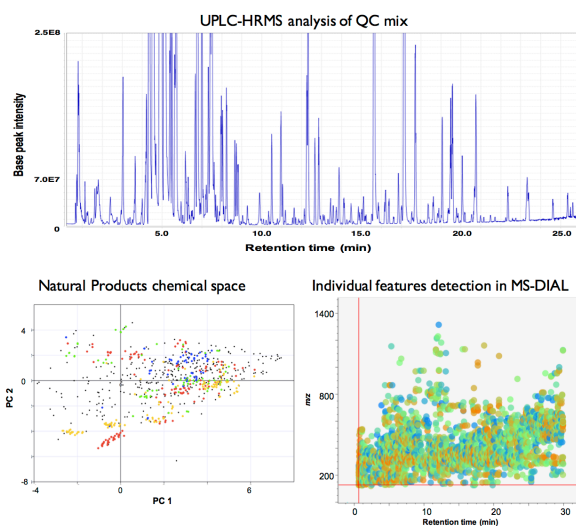 UPLC-HRMS analysis of QC mix
2.5E8
Base peak intensity
7.0E7
0
5.0
10.0
15.0
20.0
25.0
Retention time (min)
Natural Products chemical space
Individual features detection in MS-DIAL
4
PC 2
-8
-4
0
6
PC 1
1400
mz
800
200
0
10
20
30
Retention time (min)